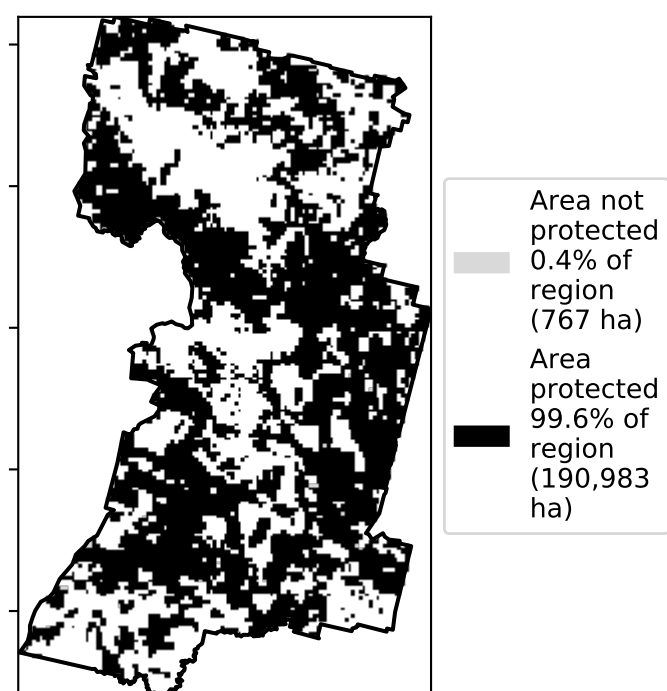 Area not
protected
0.4% of
region
(767 ha)
Area
protected
99.6% of
region
(190,983
ha)